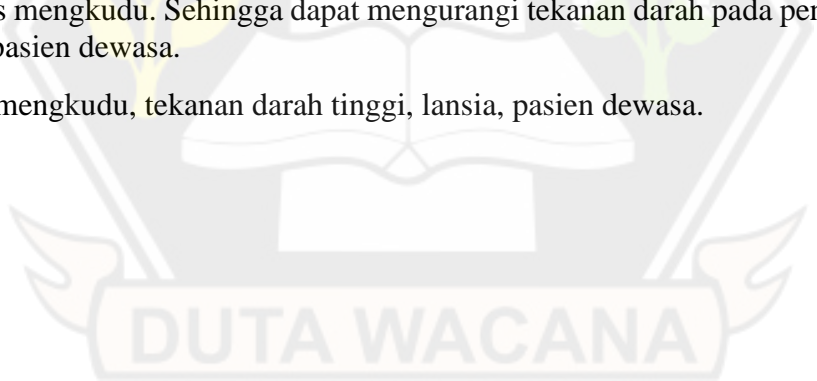 s mengkudu. Sehingga dapat mengurangi tekanan darah pada per
pasien dewasa.
mengkudu, tekanan darah tinggi, lansia, pasien dewasa.
DUTA WACANA